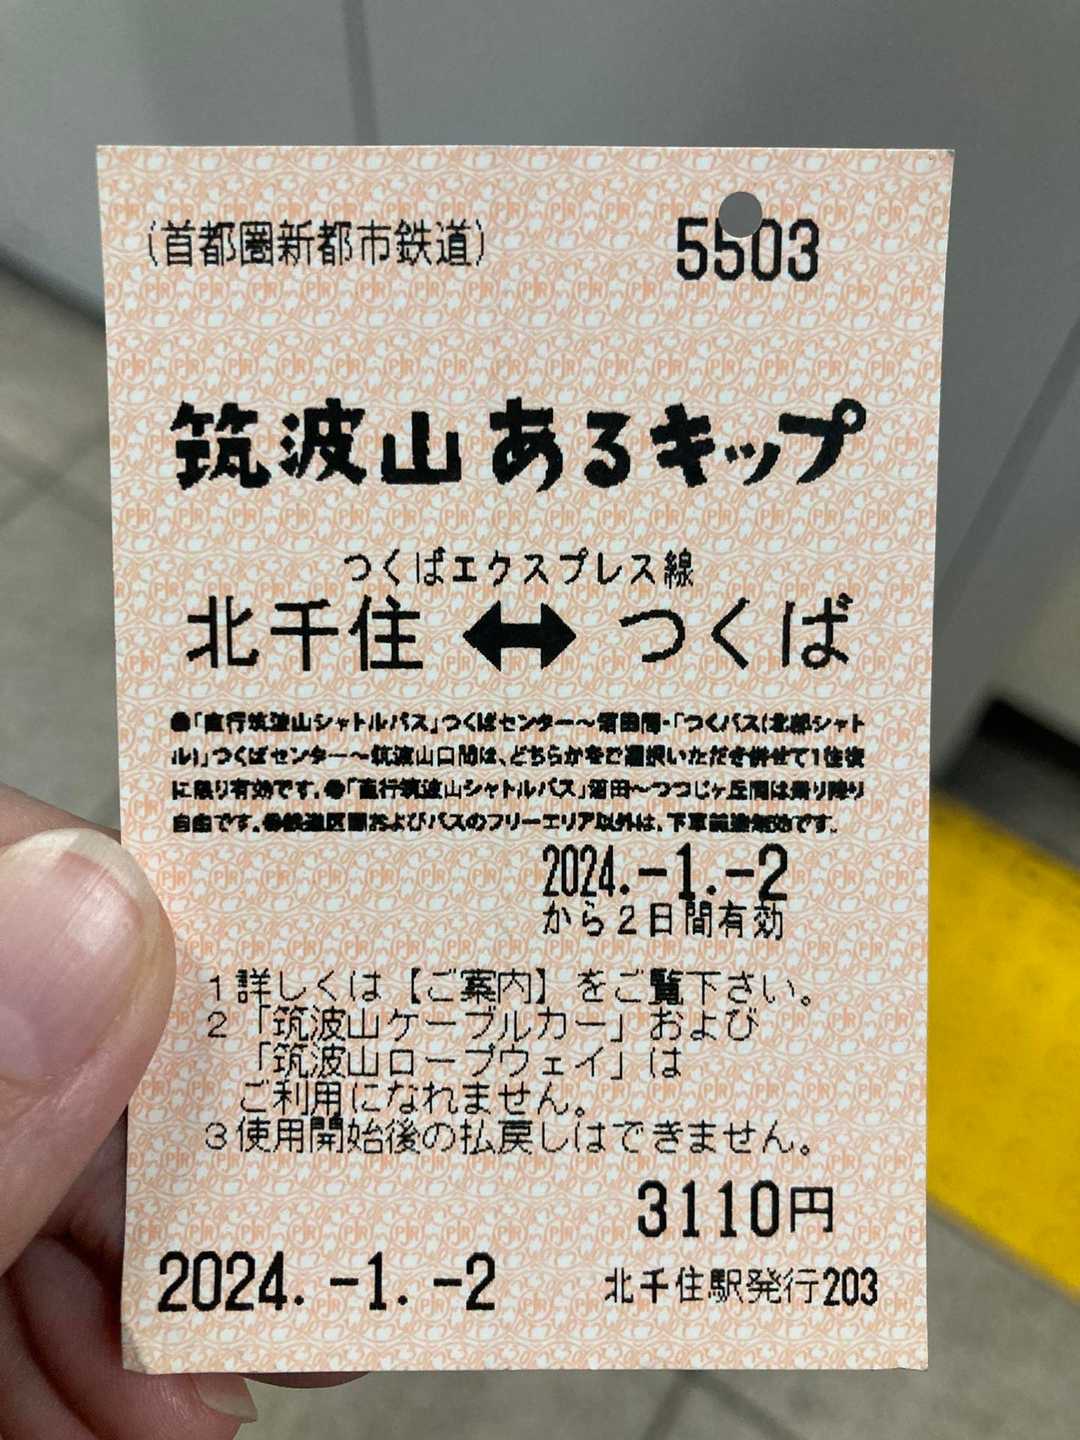 (首都圏新都市鉄道)
5503
筑波山あるキップ
つくばエクスプレス線
北千住 ↔ つくば
●「直行筑波山シャトルバス」つくばセンター〜沼田間・「つくバス(北部シャト
ル)」つくばセンター〜筑波山口間は、どちらかをご選択いただき併せて1往復
に限り有効です。●「直行筑波山シャトルバス」沼田〜つつじヶ丘間は乗り降り
自由です。●鉄道区間およびバスのフリーエリア以外は、下車前途無効です。
2024.-1.-2
から2日間有効
1詳しくは【ご案内】をご覧下さい。
2「筑波山ケーブルカー」および
「筑波山ロープウェイ」は
ご利用になれません。
3使用開始後の払戻しはできません。
3110円
2024.-1.-2
北千住駅発行203